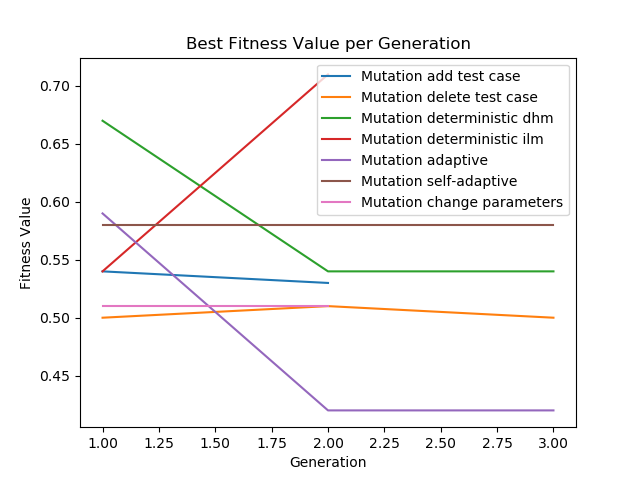 Best Fitness Value per Generation
Fitness Value
0.70
0.65
0.60
0.55
0.50
0.45
Mutation add test case
Mutation delete test case
Mutation deterministic dhm
Mutation deterministic ilm
Mutation adaptive
Mutation self-adaptive
Mutation change parameters
1.00 1.25 1.50 1.75 2.00 2.25 2.50 2.75 3.00
Generation